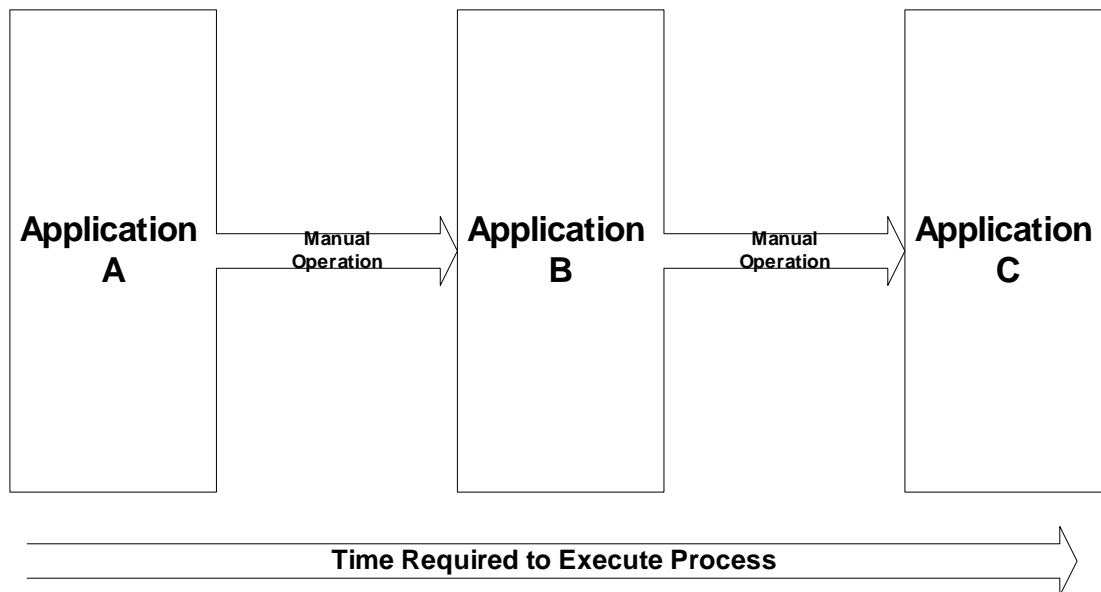 Application
A
Manual
Operation
Application
B
Manual
Operation
Application
C
Time Required to Execute Process